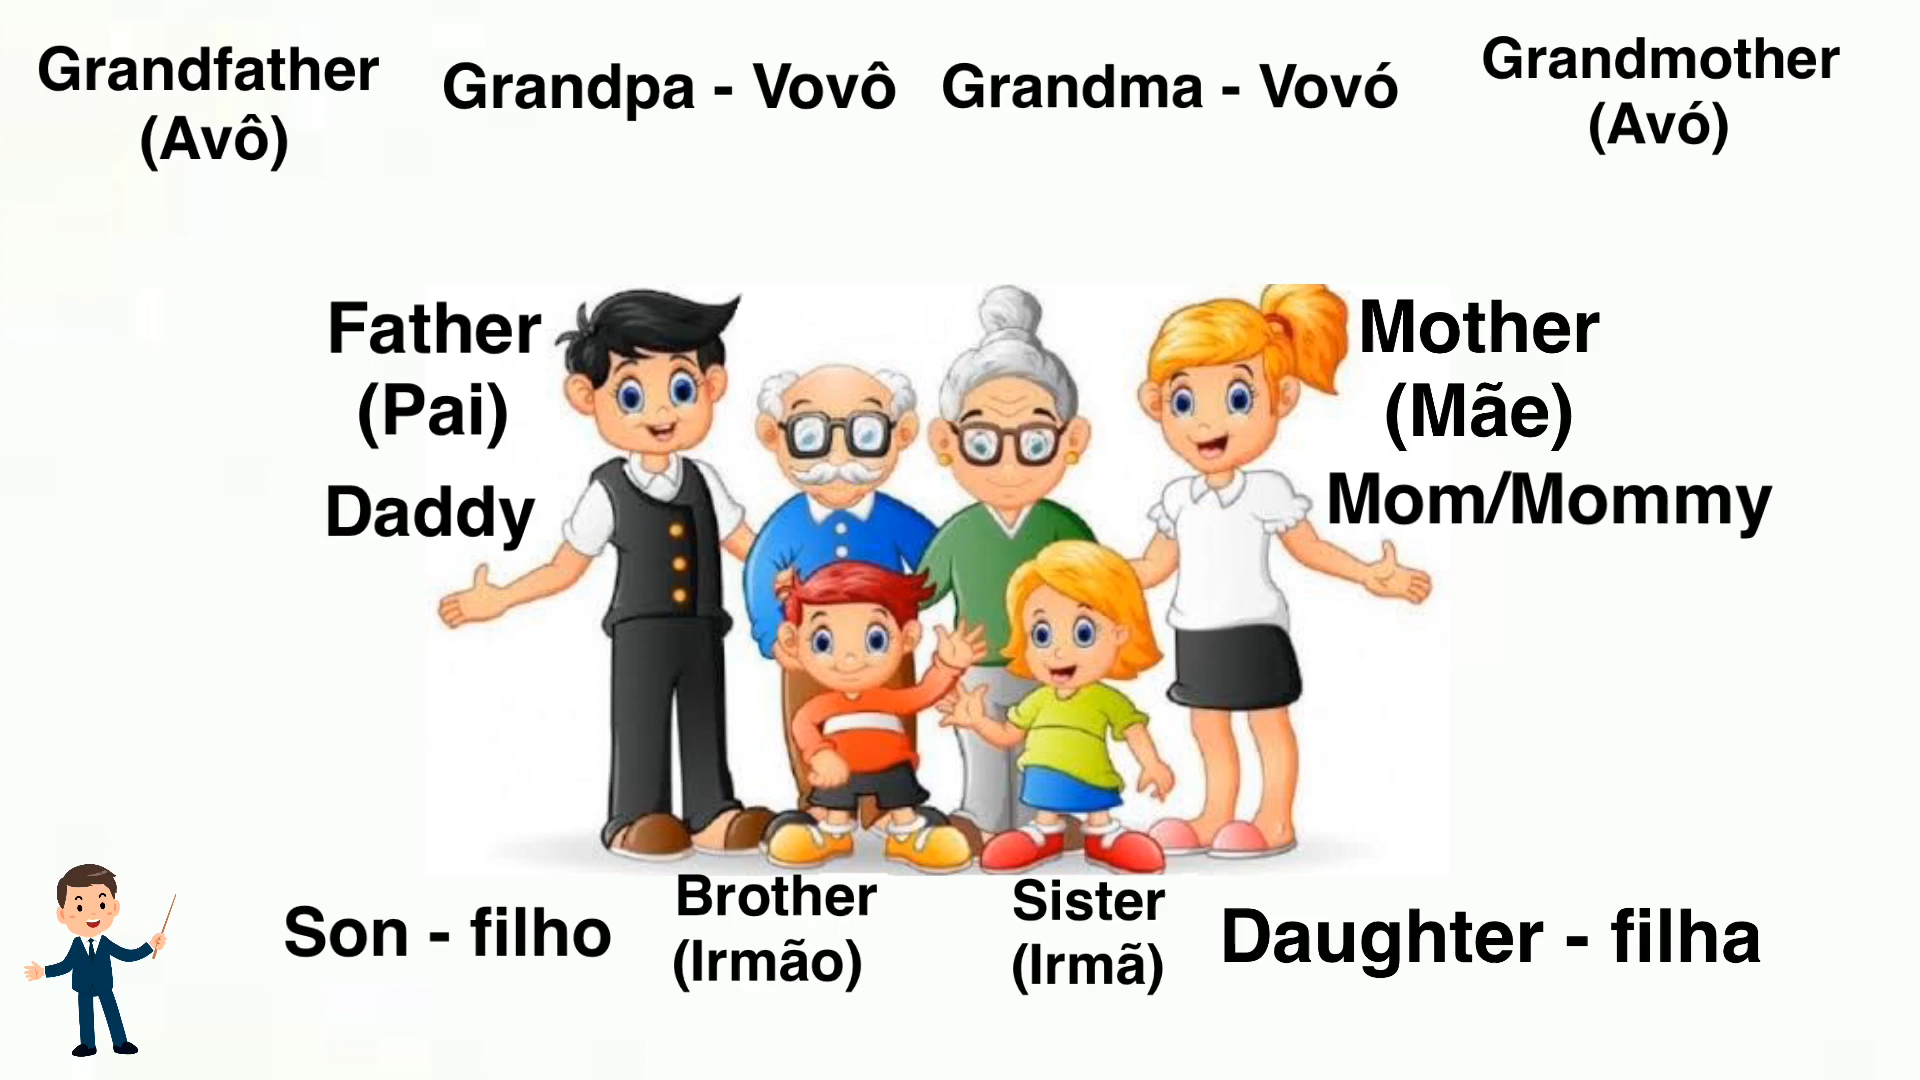 Grandfather
(Avô)
Grandpa - Vovô
Grandma - Vovó
Grandmother
(Avó)
Father
(Pai)
Daddy
Mother
(Mãe)
Mom/Mommy
Son - filho
Brother
(Irmão)
Sister
(Irmã)
Daughter - filha